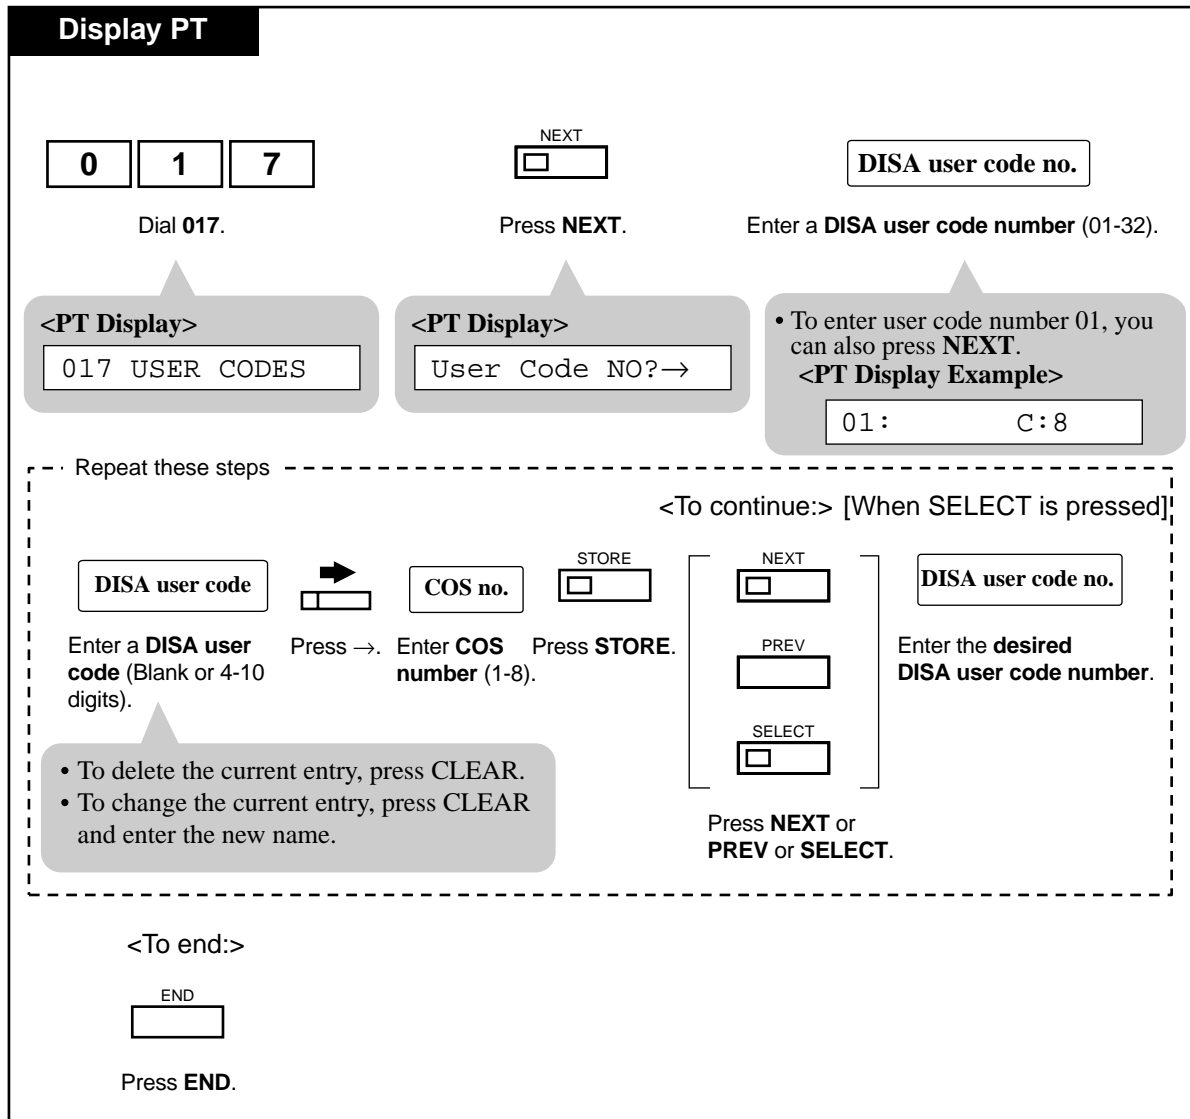 Display PT
0 1 7
NEXT
DISA user code no.
Dial 017.
Press NEXT.
Enter a DISA user code number (01-32).
<PT Display>
017 USER CODES
<PT Display>
User Code NO?→
• To enter user code number 01, you
can also press NEXT.
<PT Display Example>
01: C:8
Repeat these steps
<To continue:> [When SELECT is pressed]
DISA user code
COS no.
STORE
NEXT
PREV
SELECT
DISA user code no.
Enter a DISA user
code (Blank or 4-10
digits).
Press →.
Enter COS
number (1-8).
Press STORE.
Press NEXT or
PREV or SELECT.
Enter the desired
DISA user code number.
• To delete the current entry, press CLEAR.
• To change the current entry, press CLEAR
and enter the new name.
<To end:>
END
Press END.